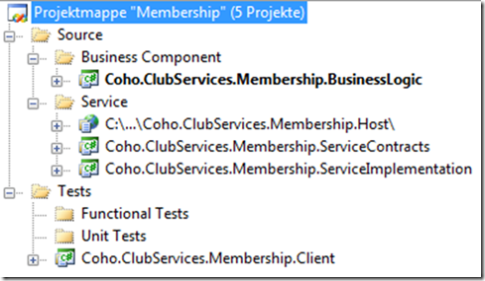 Projektmappe "Membership" (5 Projekte)
Source
Business Component
Coho.ClubServices.Membership.BusinessLogic
Service
C:\...\Coho.ClubServices.Membership.Host\
Coho.ClubServices.Membership.ServiceContracts
Coho.ClubServices.Membership.ServiceImplementation
Tests
Functional Tests
Unit Tests
Coho.ClubServices.Membership.Client